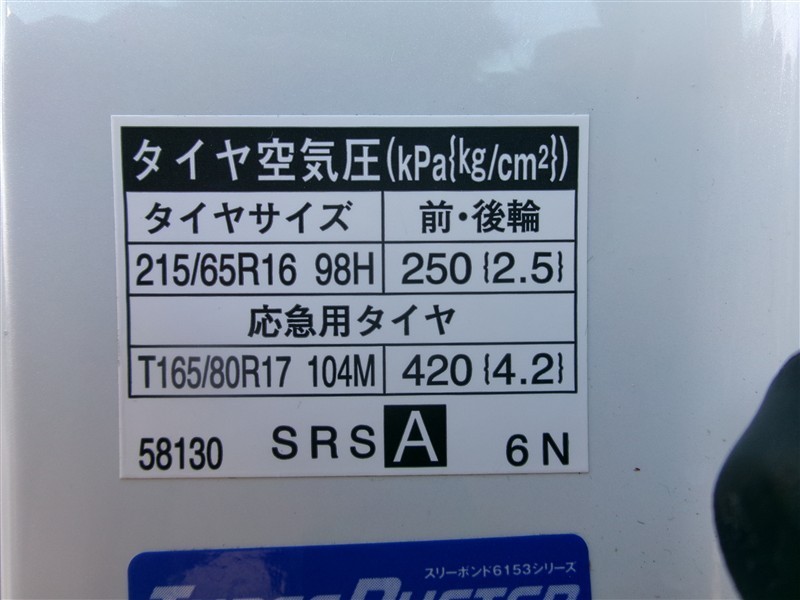 タイヤ空気圧(kPa{kg/cm²})
タイヤサイズ 前・後輪
215/65R16 98H 250{2.5}
応急用タイヤ
T165/80R17 104M 420{4.2}
58130 SRS A 6N
スリーボンド6153シリーズ